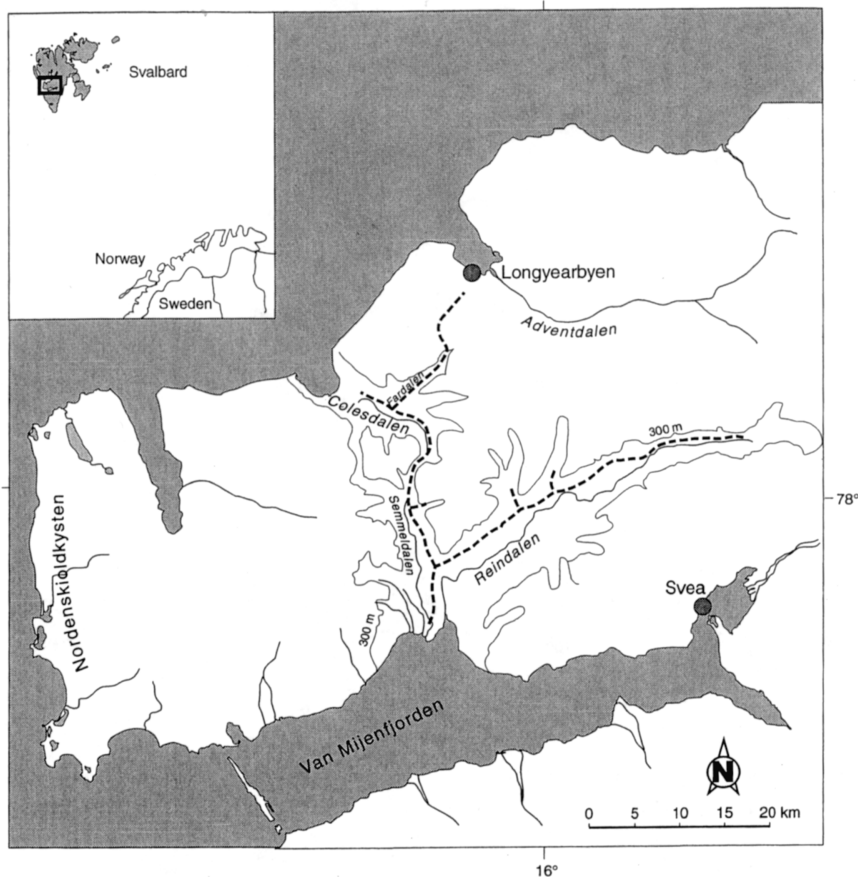 Svalbard
Norway
Sweden
Longyearbyen
Adventdalen
Fardalen
Colesdalen
300 m
78°
Semmeldalen
Nordenskioldkysten
Reindalen
Svea
300 m
Van Mijenfjorden
N
0 5 10 15 20 km
16°